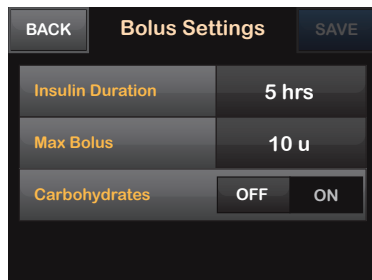 BACK Bolus Settings SAVE
Insulin Duration 5 hrs
Max Bolus 10 u
Carbohydrates OFF ON